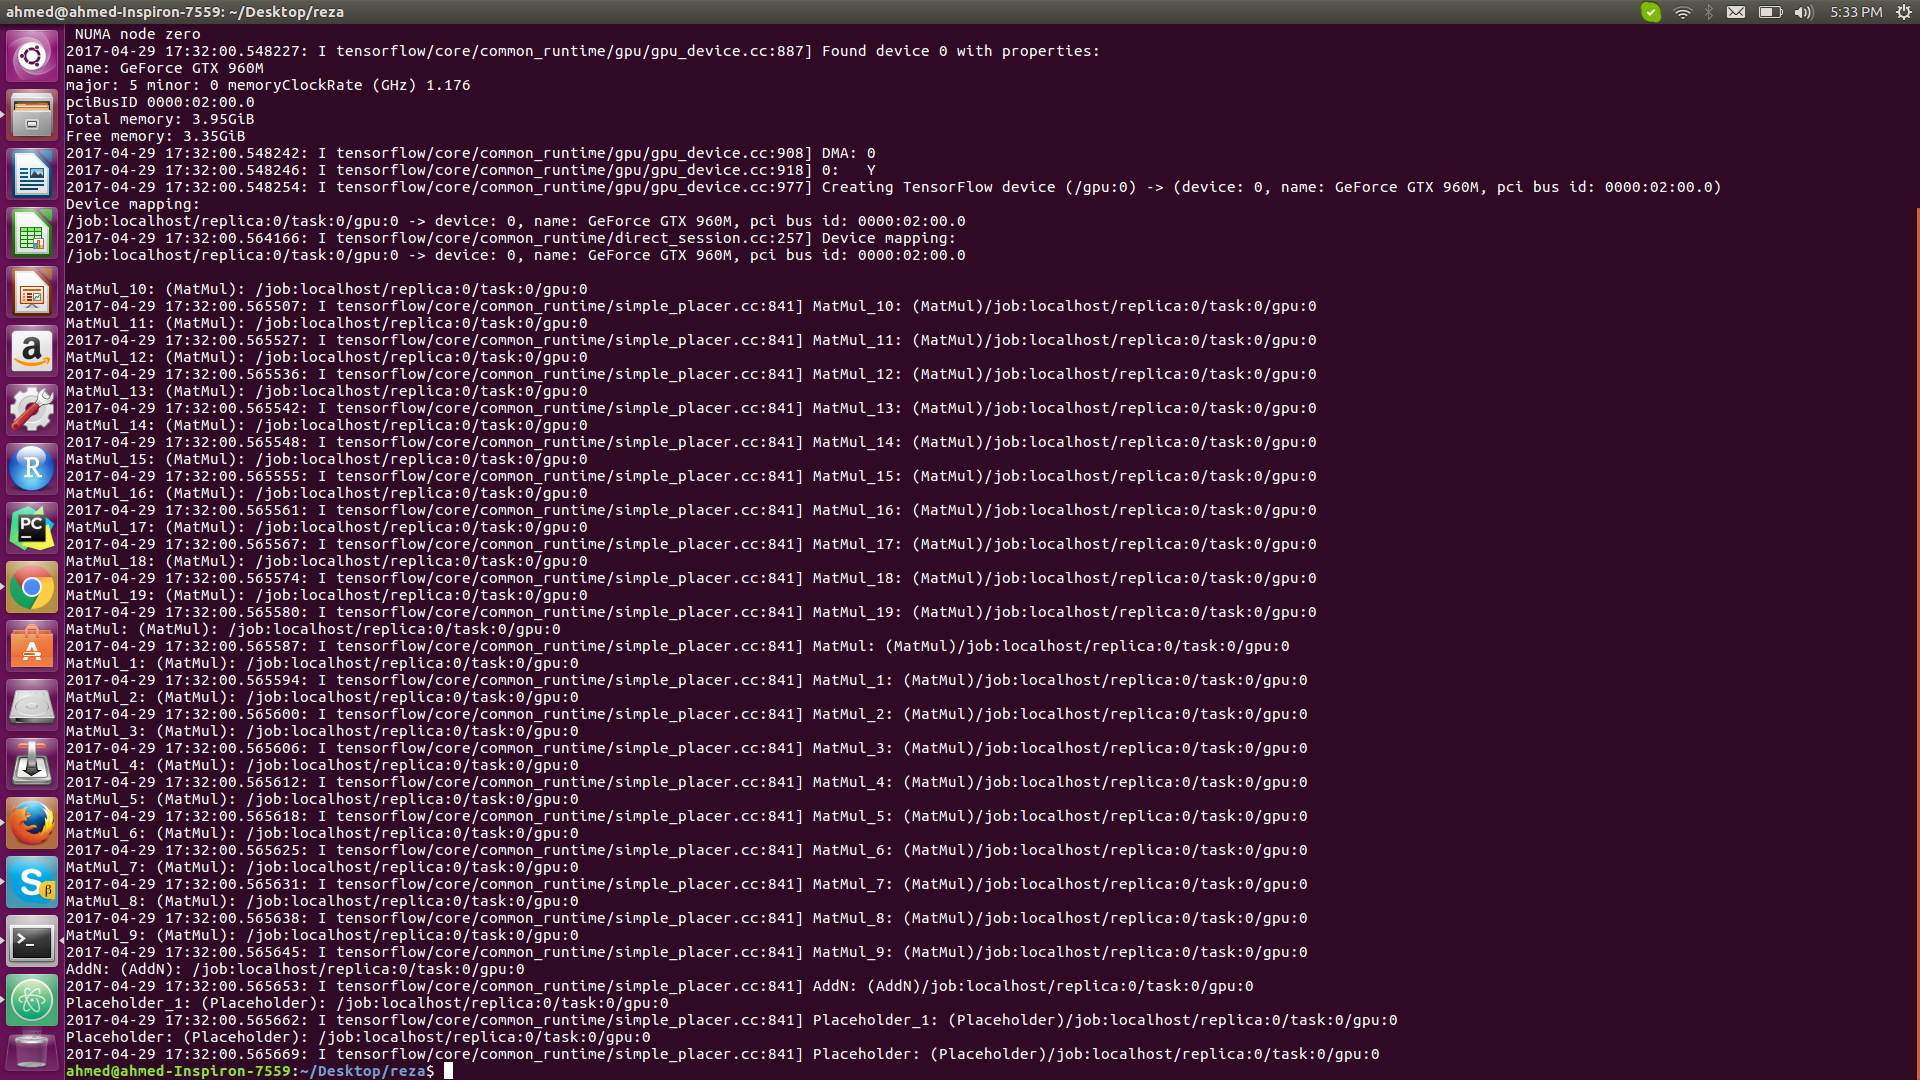 ahmed@ahmed-Inspiron-7559: ~/Desktop/reza
5:33 PM
NUMA node zero
2017-04-29 17:32:00.548227: I tensorflow/core/common_runtime/gpu/gpu_device.cc:887] Found device 0 with properties:
name: GeForce GTX 960M
major: 5 minor: 0 memoryClockRate (GHz) 1.176
pciBusID 0000:02:00.0
Total memory: 3.95GiB
Free memory: 3.35GiB
2017-04-29 17:32:00.548242: I tensorflow/core/common_runtime/gpu/gpu_device.cc:908] DMA: 0
2017-04-29 17:32:00.548246: I tensorflow/core/common_runtime/gpu/gpu_device.cc:918] 0:   Y
2017-04-29 17:32:00.548254: I tensorflow/core/common_runtime/gpu/gpu_device.cc:977] Creating TensorFlow device (/gpu:0) -> (device: 0, name: GeForce GTX 960M, pci bus id: 0000:02:00.0)
Device mapping:
/job:localhost/replica:0/task:0/gpu:0 -> device: 0, name: GeForce GTX 960M, pci bus id: 0000:02:00.0
2017-04-29 17:32:00.564166: I tensorflow/core/common_runtime/direct_session.cc:257] Device mapping:
/job:localhost/replica:0/task:0/gpu:0 -> device: 0, name: GeForce GTX 960M, pci bus id: 0000:02:00.0
MatMul_10: (MatMul): /job:localhost/replica:0/task:0/gpu:0
2017-04-29 17:32:00.565507: I tensorflow/core/common_runtime/simple_placer.cc:841] MatMul_10: (MatMul)/job:localhost/replica:0/task:0/gpu:0
MatMul_11: (MatMul): /job:localhost/replica:0/task:0/gpu:0
2017-04-29 17:32:00.565527: I tensorflow/core/common_runtime/simple_placer.cc:841] MatMul_11: (MatMul)/job:localhost/replica:0/task:0/gpu:0
MatMul_12: (MatMul): /job:localhost/replica:0/task:0/gpu:0
2017-04-29 17:32:00.565536: I tensorflow/core/common_runtime/simple_placer.cc:841] MatMul_12: (MatMul)/job:localhost/replica:0/task:0/gpu:0
MatMul_13: (MatMul): /job:localhost/replica:0/task:0/gpu:0
2017-04-29 17:32:00.565542: I tensorflow/core/common_runtime/simple_placer.cc:841] MatMul_13: (MatMul)/job:localhost/replica:0/task:0/gpu:0
MatMul_14: (MatMul): /job:localhost/replica:0/task:0/gpu:0
2017-04-29 17:32:00.565548: I tensorflow/core/common_runtime/simple_placer.cc:841] MatMul_14: (MatMul)/job:localhost/replica:0/task:0/gpu:0
MatMul_15: (MatMul): /job:localhost/replica:0/task:0/gpu:0
2017-04-29 17:32:00.565555: I tensorflow/core/common_runtime/simple_placer.cc:841] MatMul_15: (MatMul)/job:localhost/replica:0/task:0/gpu:0
MatMul_16: (MatMul): /job:localhost/replica:0/task:0/gpu:0
2017-04-29 17:32:00.565561: I tensorflow/core/common_runtime/simple_placer.cc:841] MatMul_16: (MatMul)/job:localhost/replica:0/task:0/gpu:0
MatMul_17: (MatMul): /job:localhost/replica:0/task:0/gpu:0
2017-04-29 17:32:00.565567: I tensorflow/core/common_runtime/simple_placer.cc:841] MatMul_17: (MatMul)/job:localhost/replica:0/task:0/gpu:0
MatMul_18: (MatMul): /job:localhost/replica:0/task:0/gpu:0
2017-04-29 17:32:00.565574: I tensorflow/core/common_runtime/simple_placer.cc:841] MatMul_18: (MatMul)/job:localhost/replica:0/task:0/gpu:0
MatMul_19: (MatMul): /job:localhost/replica:0/task:0/gpu:0
2017-04-29 17:32:00.565580: I tensorflow/core/common_runtime/simple_placer.cc:841] MatMul_19: (MatMul)/job:localhost/replica:0/task:0/gpu:0
MatMul: (MatMul): /job:localhost/replica:0/task:0/gpu:0
2017-04-29 17:32:00.565587: I tensorflow/core/common_runtime/simple_placer.cc:841] MatMul: (MatMul)/job:localhost/replica:0/task:0/gpu:0
MatMul_1: (MatMul): /job:localhost/replica:0/task:0/gpu:0
2017-04-29 17:32:00.565594: I tensorflow/core/common_runtime/simple_placer.cc:841] MatMul_1: (MatMul)/job:localhost/replica:0/task:0/gpu:0
MatMul_2: (MatMul): /job:localhost/replica:0/task:0/gpu:0
2017-04-29 17:32:00.565600: I tensorflow/core/common_runtime/simple_placer.cc:841] MatMul_2: (MatMul)/job:localhost/replica:0/task:0/gpu:0
MatMul_3: (MatMul): /job:localhost/replica:0/task:0/gpu:0
2017-04-29 17:32:00.565606: I tensorflow/core/common_runtime/simple_placer.cc:841] MatMul_3: (MatMul)/job:localhost/replica:0/task:0/gpu:0
MatMul_4: (MatMul): /job:localhost/replica:0/task:0/gpu:0
2017-04-29 17:32:00.565612: I tensorflow/core/common_runtime/simple_placer.cc:841] MatMul_4: (MatMul)/job:localhost/replica:0/task:0/gpu:0
MatMul_5: (MatMul): /job:localhost/replica:0/task:0/gpu:0
2017-04-29 17:32:00.565618: I tensorflow/core/common_runtime/simple_placer.cc:841] MatMul_5: (MatMul)/job:localhost/replica:0/task:0/gpu:0
MatMul_6: (MatMul): /job:localhost/replica:0/task:0/gpu:0
2017-04-29 17:32:00.565625: I tensorflow/core/common_runtime/simple_placer.cc:841] MatMul_6: (MatMul)/job:localhost/replica:0/task:0/gpu:0
MatMul_7: (MatMul): /job:localhost/replica:0/task:0/gpu:0
2017-04-29 17:32:00.565631: I tensorflow/core/common_runtime/simple_placer.cc:841] MatMul_7: (MatMul)/job:localhost/replica:0/task:0/gpu:0
MatMul_8: (MatMul): /job:localhost/replica:0/task:0/gpu:0
2017-04-29 17:32:00.565638: I tensorflow/core/common_runtime/simple_placer.cc:841] MatMul_8: (MatMul)/job:localhost/replica:0/task:0/gpu:0
MatMul_9: (MatMul): /job:localhost/replica:0/task:0/gpu:0
2017-04-29 17:32:00.565645: I tensorflow/core/common_runtime/simple_placer.cc:841] MatMul_9: (MatMul)/job:localhost/replica:0/task:0/gpu:0
AddN: (AddN): /job:localhost/replica:0/task:0/gpu:0
2017-04-29 17:32:00.565653: I tensorflow/core/common_runtime/simple_placer.cc:841] AddN: (AddN)/job:localhost/replica:0/task:0/gpu:0
Placeholder_1: (Placeholder): /job:localhost/replica:0/task:0/gpu:0
2017-04-29 17:32:00.565662: I tensorflow/core/common_runtime/simple_placer.cc:841] Placeholder_1: (Placeholder)/job:localhost/replica:0/task:0/gpu:0
Placeholder: (Placeholder): /job:localhost/replica:0/task:0/gpu:0
2017-04-29 17:32:00.565669: I tensorflow/core/common_runtime/simple_placer.cc:841] Placeholder: (Placeholder)/job:localhost/replica:0/task:0/gpu:0
ahmed@ahmed-Inspiron-7559:~/Desktop/reza$